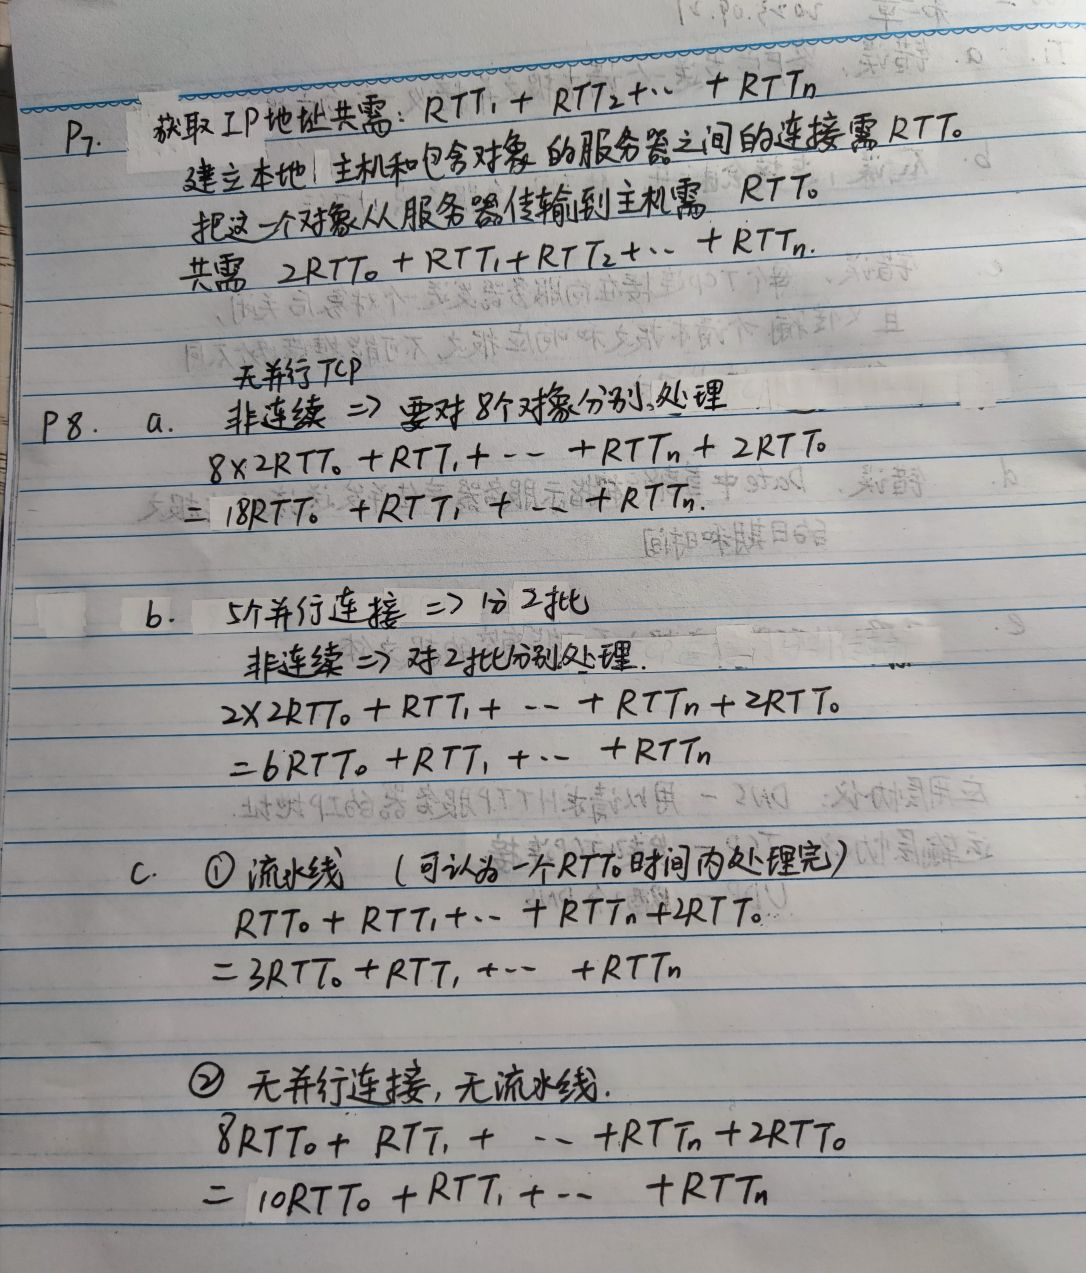 P7. 获取IP地址共需: RTT₁ + RTT₂+… + RTTₙ
建立本地主机和包含对象的服务器之间的连接需RTT₀
把这一个对象从服务器传输到主机需 RTT₀
共需 2RTT₀ + RTT₁+RTT₂+… +RTTₙ.
无并行TCP
P8. a. 非连续 => 要对8个对象分别处理
8×2RTT₀ +RTT₁+… +RTTₙ + 2RTT₀
= 18RTT₀ +RTT₁ +… +RTTₙ.
b. 5个并行连接 => 分2批
非连续 => 对2批分别处理.
2×2RTT₀ +RTT₁+ … + RTTₙ+2RTT₀
=6RTT₀ +RTT₁ +… +RTTₙ
c. ① 流水线 (可认为一个RTT₀时间内处理完)
RTT₀ + RTT₁+… +RTTₙ+2RTT₀
= 3RTT₀+RTT₁ +… +RTTₙ
② 无并行连接, 无流水线.
8RTT₀+ RTT₁ + … +RTTₙ +2RTT₀
= 10RTT₀ +RTT₁ +… +RTTₙ